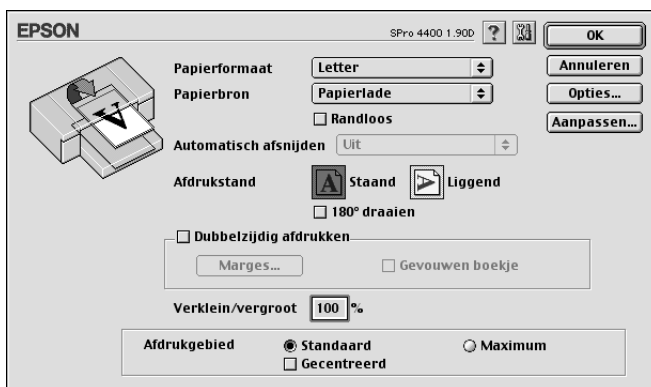 EPSON
SPro 4400 1.90D ? OK
Papierformaat Letter Annuleren
Papierbron Papierlade Opties...
Randloos Aanpassen...
Automatisch afsnijden Uit
Afdrukstand A Staand A Liggend
180° draaien
Dubbelzijdig afdrukken
Marges... Gevouwen boekje
Verklein/vergroot 100 %
Afdrukgebied Standaard Maximum
Gecentreerd